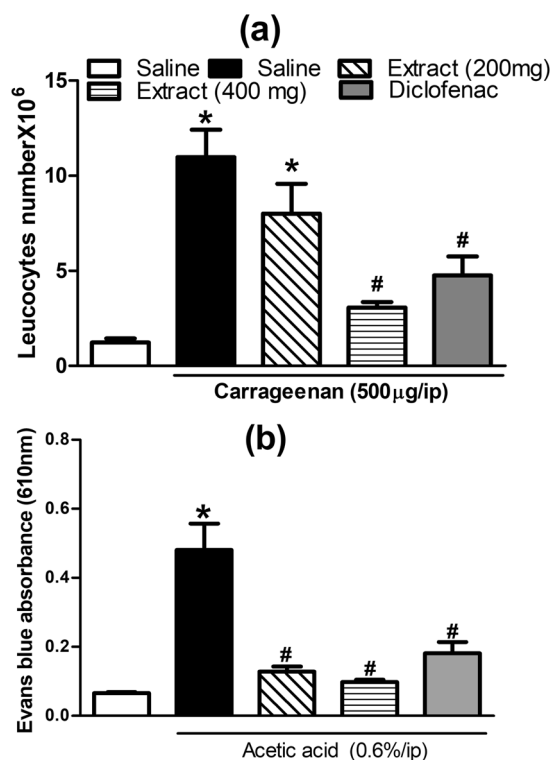 (a)
Saline Saline Extract (200mg)
Extract (400 mg) Diclofenac
Leucocytes numberX10⁶
15
10
5
0
*
*
#
#
Carrageenan (500µg/ip)
(b)
Evans blue absorbance (610nm)
0.8
0.6
0.4
0.2
0.0
*
#
#
#
Acetic acid (0.6%/ip)